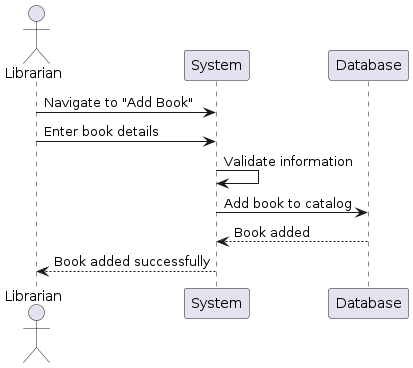 Librarian
System
Database
Navigate to "Add Book"
Enter book details
Validate information
Add book to catalog
Book added
Book added successfully
Librarian
System
Database